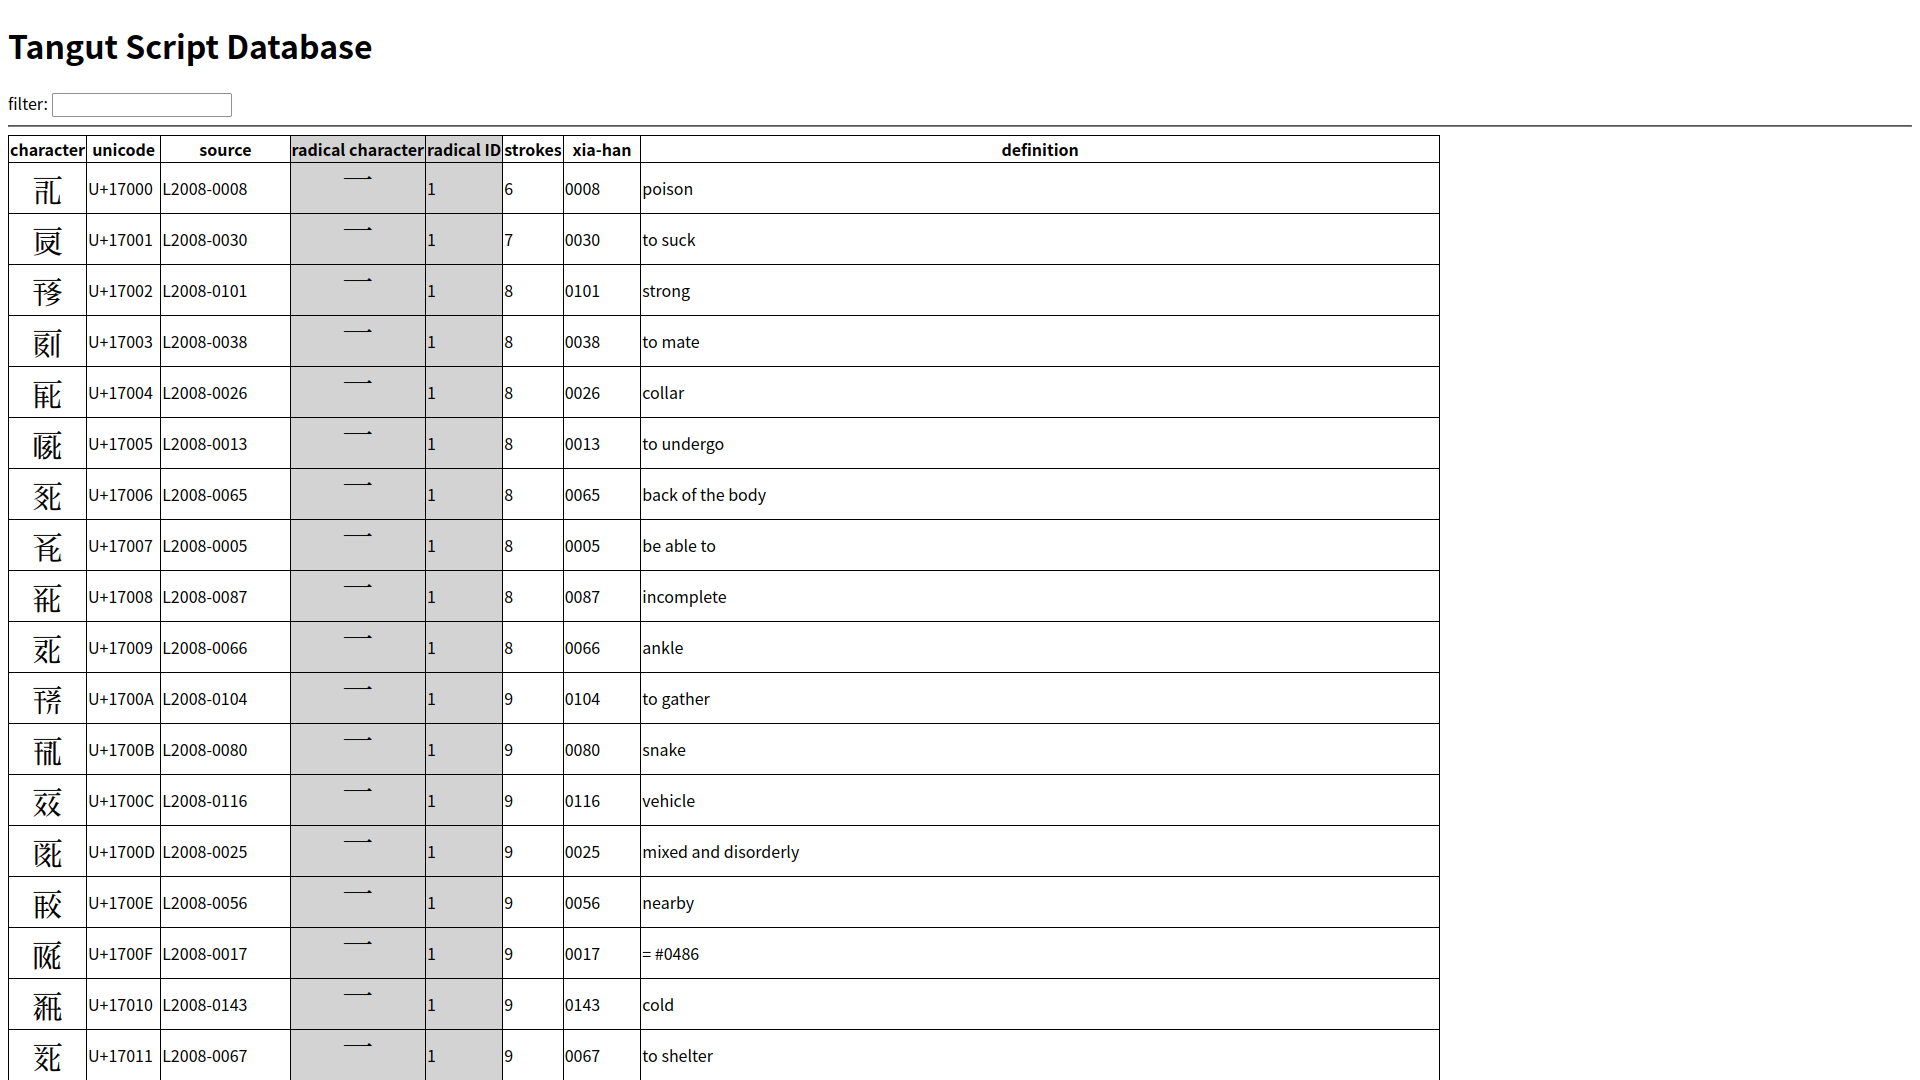 Tangut Script Database
filter:
character unicode source radical character radical ID strokes xia-han definition
𗀀 U+17000 L2008-0008 𘠀 1 6 0008 poison
𗀁 U+17001 L2008-0030 𘠀 1 7 0030 to suck
𗀂 U+17002 L2008-0101 𘠀 1 8 0101 strong
𗀃 U+17003 L2008-0038 𘠀 1 8 0038 to mate
𗀄 U+17004 L2008-0026 𘠀 1 8 0026 collar
𗀅 U+17005 L2008-0013 𘠀 1 8 0013 to undergo
𗀆 U+17006 L2008-0065 𘠀 1 8 0065 back of the body
𗀇 U+17007 L2008-0005 𘠀 1 8 0005 be able to
𗀈 U+17008 L2008-0087 𘠀 1 8 0087 incomplete
𗀉 U+17009 L2008-0066 𘠀 1 8 0066 ankle
𗀊 U+1700A L2008-0104 𘠀 1 9 0104 to gather
𗀋 U+1700B L2008-0080 𘠀 1 9 0080 snake
𗀌 U+1700C L2008-0116 𘠀 1 9 0116 vehicle
𗀍 U+1700D L2008-0025 𘠀 1 9 0025 mixed and disorderly
𗀎 U+1700E L2008-0056 𘠀 1 9 0056 nearby
𗀏 U+1700F L2008-0017 𘠀 1 9 0017 = #0486
𗀐 U+17010 L2008-0143 𘠀 1 9 0143 cold
𗀑 U+17011 L2008-0067 𘠀 1 9 0067 to shelter